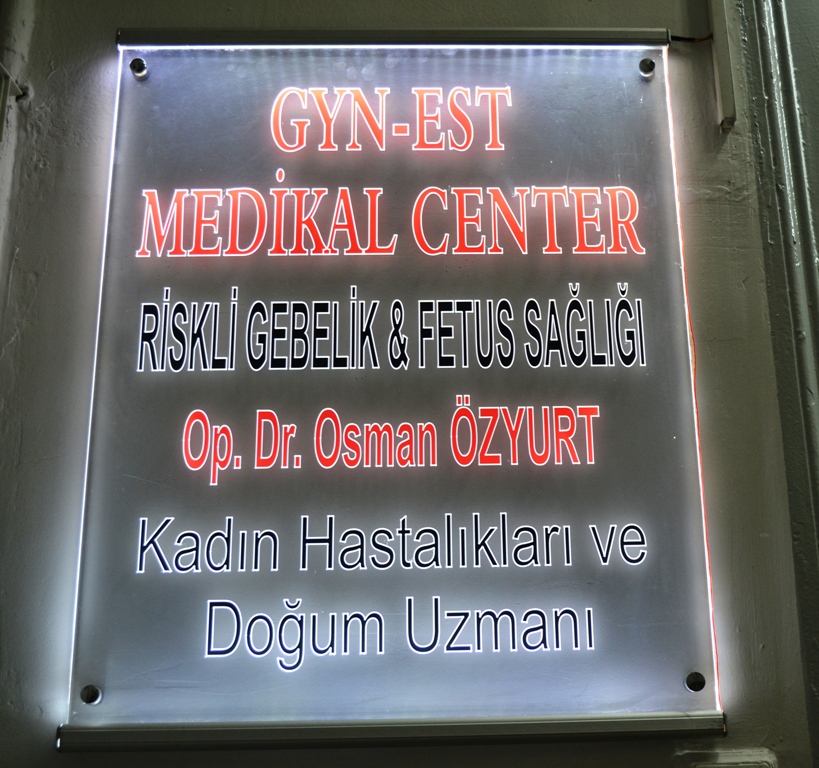 GYN-EST
MEDİKAL CENTER
RİSKLİ GEBELİK & FETUS SAĞLIĞI
Op. Dr. Osman ÖZYURT
Kadın Hastalıkları ve
Doğum Uzmanı